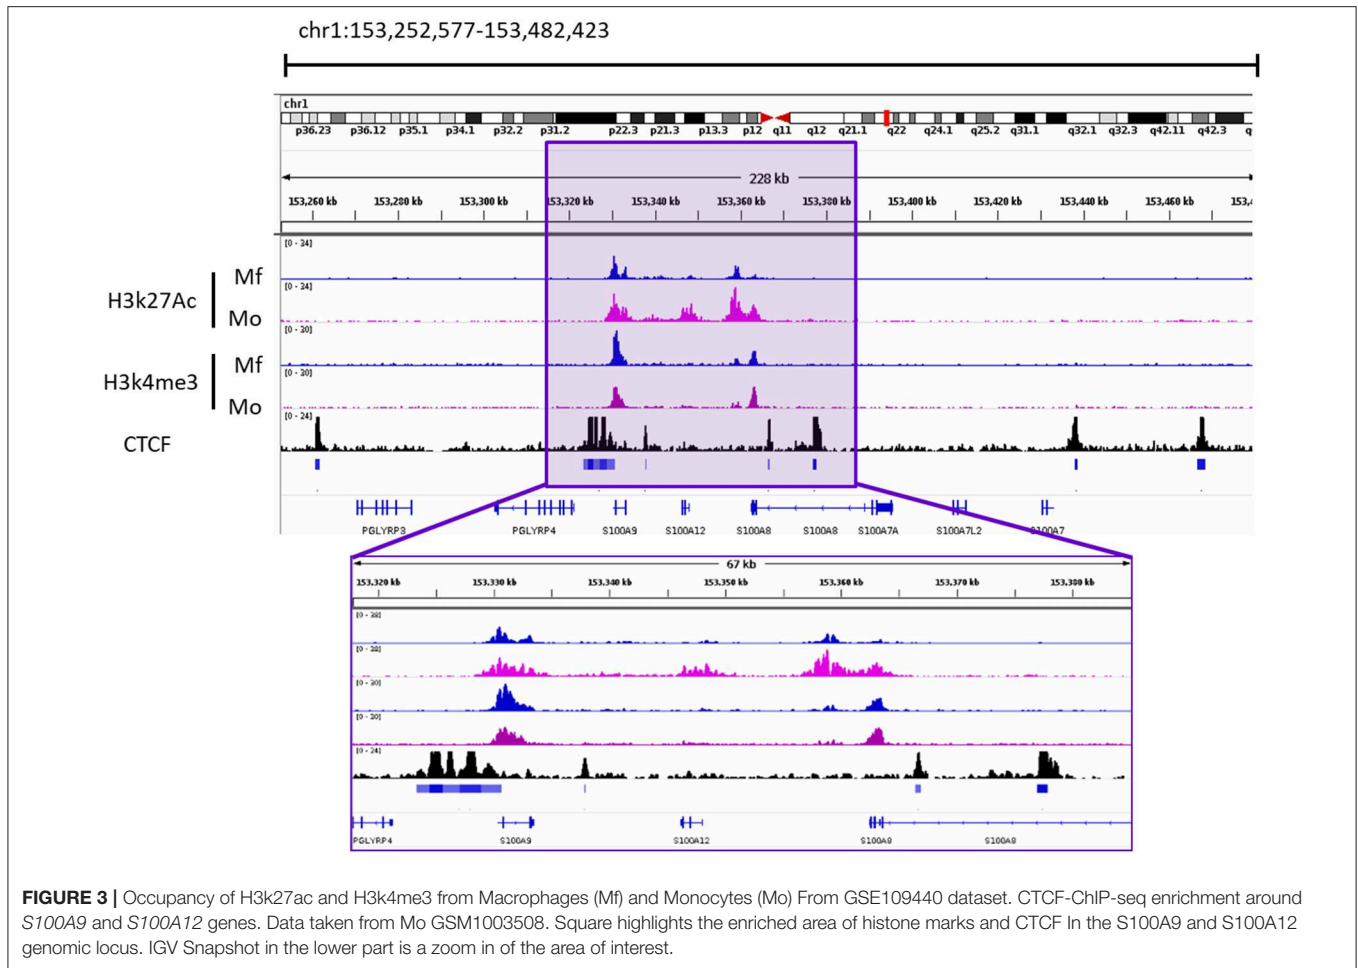 chr1:153,252,577-153,482,423
chr1
p36.23 p36.12 p35.1 p34.1 p32.2 p31.2 p22.3 p21.3 p13.3 p12 q11 q12 q21.1 q22 q24.1 q25.2 q31.1 q32.1 q32.3 q42.11 q42.3 q
228 kb
153,260 kb 153,280 kb 153,300 kb 153,320 kb 153,340 kb 153,360 kb 153,380 kb 153,400 kb 153,420 kb 153,440 kb 153,460 kb 153,4
[0 - 34]
H3k27Ac Mf
[0 - 34]
Mo
[0 - 30]
H3k4me3 Mf
[0 - 30]
Mo
[0 - 24]
CTCF
PGLYRP3 PGLYRP4 S100A9 S100A12 S100A8 S100A8 S100A7A S100A7L2 S100A7
67 kb
153,320 kb 153,330 kb 153,340 kb 153,350 kb 153,360 kb 153,370 kb 153,380 kb
[0 - 30]
[0 - 30]
[0 - 24]
PGLYRP4 S100A9 S100A12 S100A8 S100A8
FIGURE 3 | Occupancy of H3k27ac and H3k4me3 from Macrophages (Mf) and Monocytes (Mo) From GSE109440 dataset. CTCF-ChIP-seq enrichment around
S100A9 and S100A12 genes. Data taken from Mo GSM1003508. Square highlights the enriched area of histone marks and CTCF In the S100A9 and S100A12
genomic locus. IGV Snapshot in the lower part is a zoom in of the area of interest.